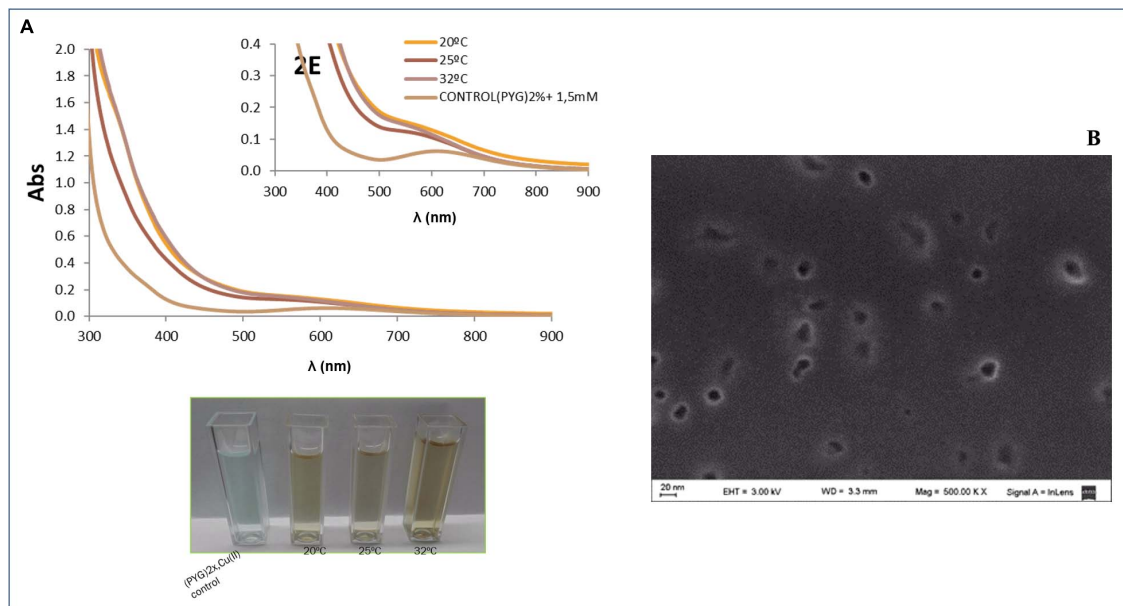 A
2.0
1.8
1.6
1.4
1.2
1.0
0.8
0.6
0.4
0.2
0.0
Abs
300 400 500 600 700 800 900
λ (nm)
0.4
0.3
0.2
0.1
0.0
2E
20ºC
25ºC
32ºC
CONTROL(PYG)2%+ 1,5mM
300 400 500 600 700 800 900
λ (nm)
(PYG)2x,Cu(II)
control
20ºC 25ºC 32ºC
B
20 nm EHT = 3.00 kV WD = 3.3 mm Mag = 500.00 K X Signal A = InLens